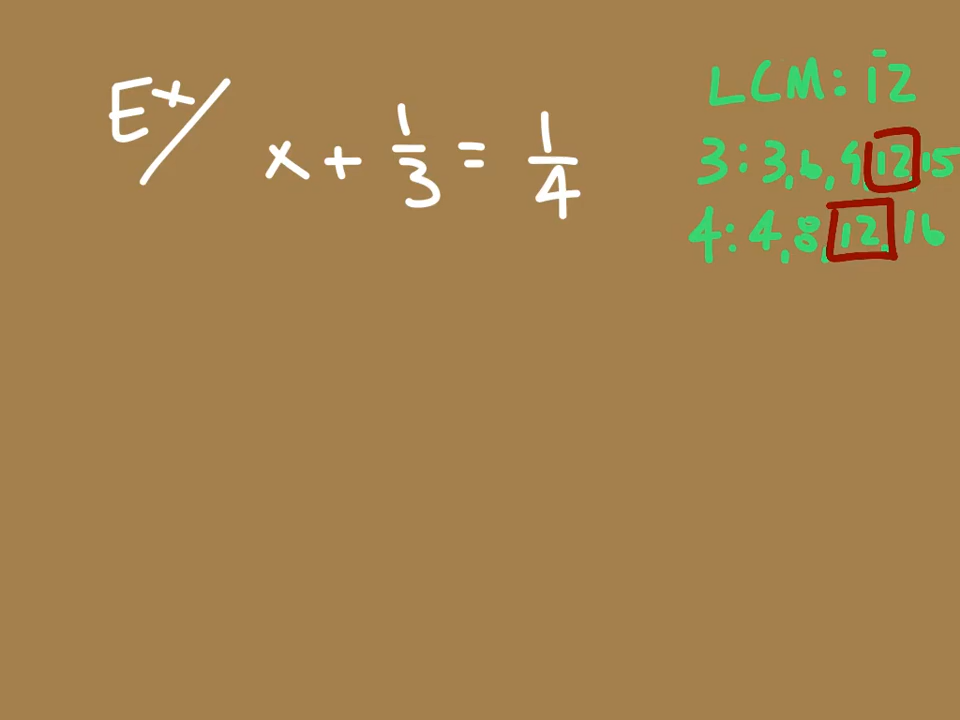 Ex/ x + 1/3 = 1/4
LCM: 12
3: 3, 6, 9, 12, 15
4: 4, 8, 12, 16